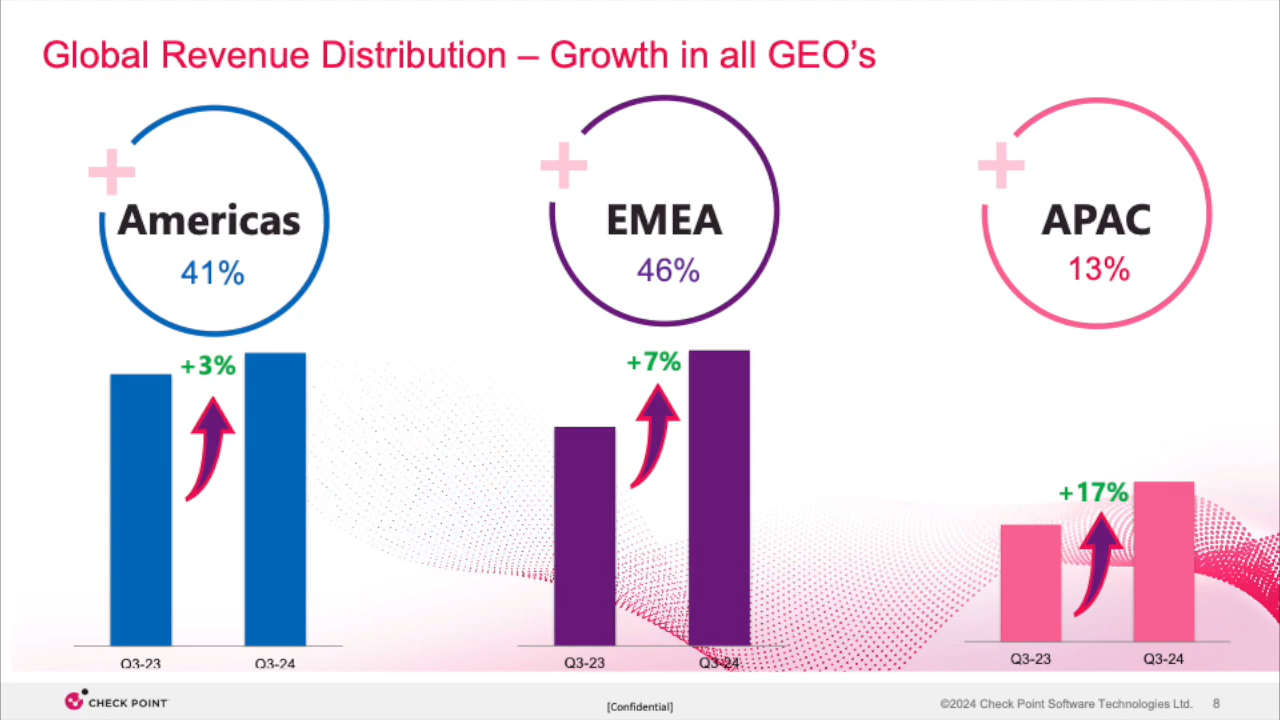 Global Revenue Distribution – Growth in all GEO’s
Americas
41%
EMEA
46%
APAC
13%
+3%
+7%
+17%
Q3-23
Q3-24
Q3-23
Q3-24
Q3-23
Q3-24
CHECK POINT
[Confidential]
©2024 Check Point Software Technologies Ltd.
8